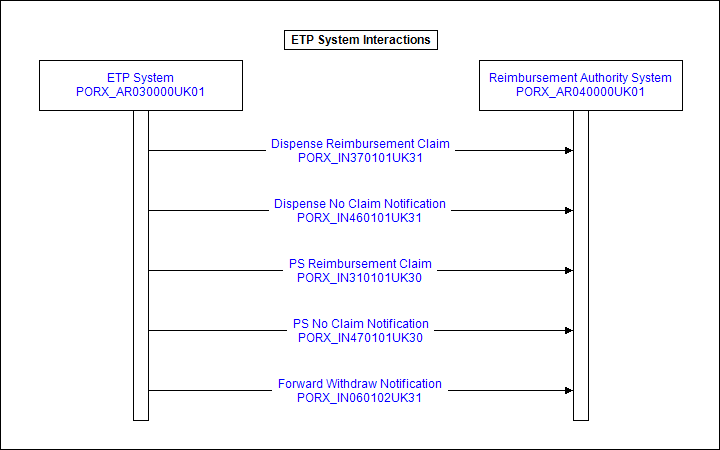 ETP System Interactions
ETP System
PORX_AR030000UK01
Reimbursement Authority System
PORX_AR040000UK01
Dispense Reimbursement Claim
PORX_IN370101UK31
Dispense No Claim Notification
PORX_IN460101UK31
PS Reimbursement Claim
PORX_IN310101UK30
PS No Claim Notification
PORX_IN470101UK30
Forward Withdraw Notification
PORX_IN060102UK31